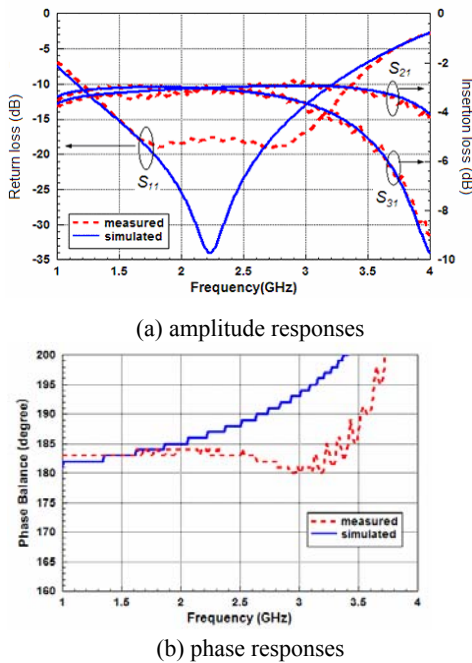 0
-5
-10
-15
-20
-25
-30
-35
Return loss (dB)
S11
S21
S31
measured
simulated
0
-2
-4
-6
-8
-10
Insertion loss (dB)
1 1.5 2 2.5 3 3.5 4
Frequency(GHz)
(a) amplitude responses
200
195
190
185
180
175
170
165
160
Phase Balance (degree)
measured
simulated
1 1.5 2 2.5 3 3.5 4
Frequency (GHz)
(b) phase responses